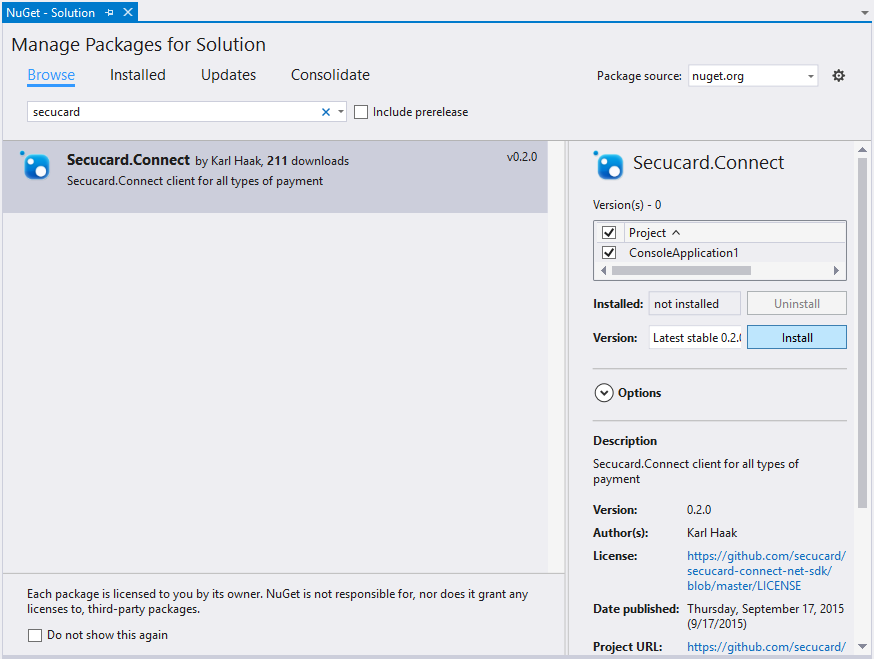 NuGet - Solution
Manage Packages for Solution
Browse Installed Updates Consolidate
Package source: nuget.org
secucard
Include prerelease
Secucard.Connect by Karl Haak, 211 downloads v0.2.0
Secucard.Connect client for all types of payment
Each package is licensed to you by its owner. NuGet is not responsible for, nor does it grant any
licenses to, third-party packages.
Do not show this again
Secucard.Connect
Version(s) - 0
Project
ConsoleApplication1
Installed: not installed Uninstall
Version: Latest stable 0.2.0 Install
Options
Description
Secucard.Connect client for all types of
payment
Version: 0.2.0
Author(s): Karl Haak
License: https://github.com/secucard/
secucard-connect-net-sdk/
blob/master/LICENSE
Date published: Thursday, September 17, 2015
(9/17/2015)
Project URL: https://github.com/secucard/